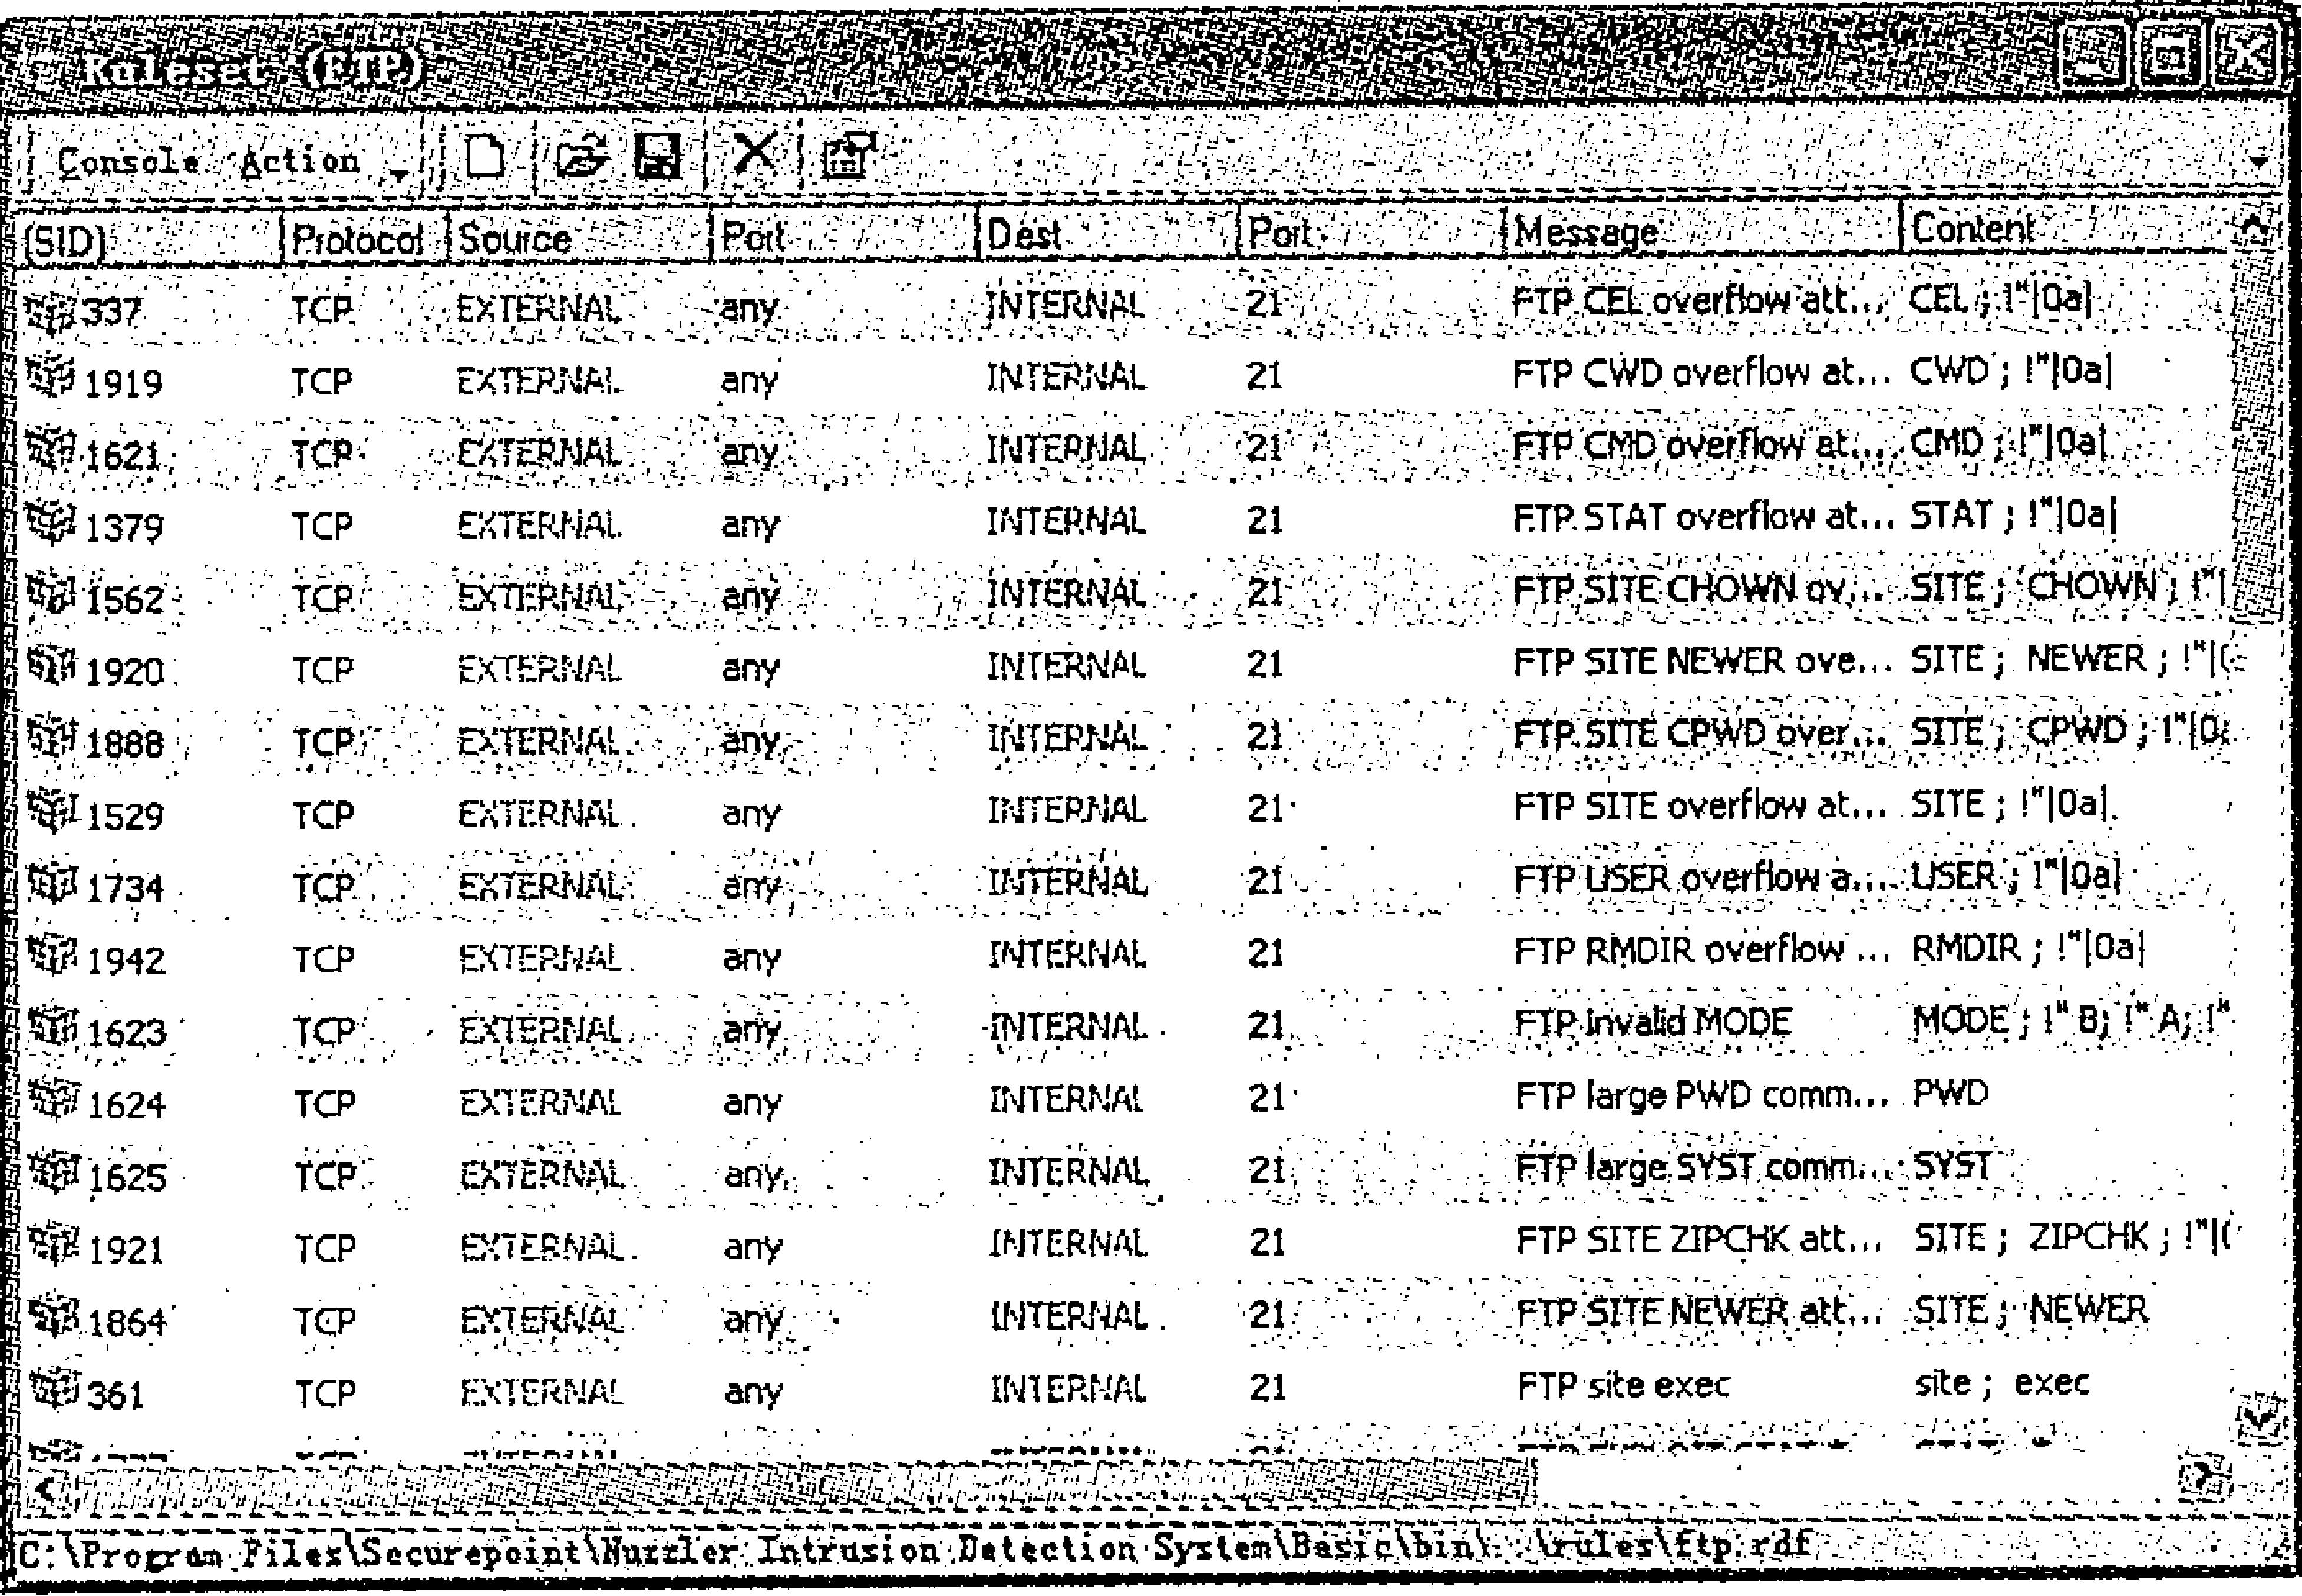 Ruleset (FTP)
Console Action
(SID) Protocol Source Port Dest Port Message Content
337 TCP EXTERNAL any INTERNAL 21 FTP CEL overflow att... CEL ; !"|0a|
1919 TCP EXTERNAL any INTERNAL 21 FTP CWD overflow at... CWD ; !"|0a|
1621 TCP EXTERNAL any INTERNAL 21 FTP CMD overflow at... CMD ; !"|0a|
1379 TCP EXTERNAL any INTERNAL 21 FTP STAT overflow at... STAT ; !"|0a|
1562 TCP EXTERNAL any INTERNAL 21 FTP SITE CHOWN ov... SITE ; CHOWN ; !"|
1920 TCP EXTERNAL any INTERNAL 21 FTP SITE NEWER ove... SITE ; NEWER ; !"|
1888 TCP EXTERNAL any INTERNAL 21 FTP SITE CPWD over... SITE ; CPWD ; !"|0
1529 TCP EXTERNAL any INTERNAL 21 FTP SITE overflow at... SITE ; !"|0a|
1734 TCP EXTERNAL any INTERNAL 21 FTP USER overflow a... USER ; !"|0a|
1942 TCP EXTERNAL any INTERNAL 21 FTP RMDIR overflow ... RMDIR ; !"|0a|
1623 TCP EXTERNAL any INTERNAL 21 FTP invalid MODE MODE ; !" B; !" A; !"
1624 TCP EXTERNAL any INTERNAL 21 FTP large PWD comm... PWD
1625 TCP EXTERNAL any INTERNAL 21 FTP large SYST comm... SYST
1921 TCP EXTERNAL any INTERNAL 21 FTP SITE ZIPCHK att... SITE ; ZIPCHK ; !"|
1864 TCP EXTERNAL any INTERNAL 21 FTP SITE NEWER att... SITE ; NEWER
361 TCP EXTERNAL any INTERNAL 21 FTP site exec site ; exec
C:\Program Files\Securepoint\Nuzzler Intrusion Detection System\Basic\bin\..\rules\ftp.rdf